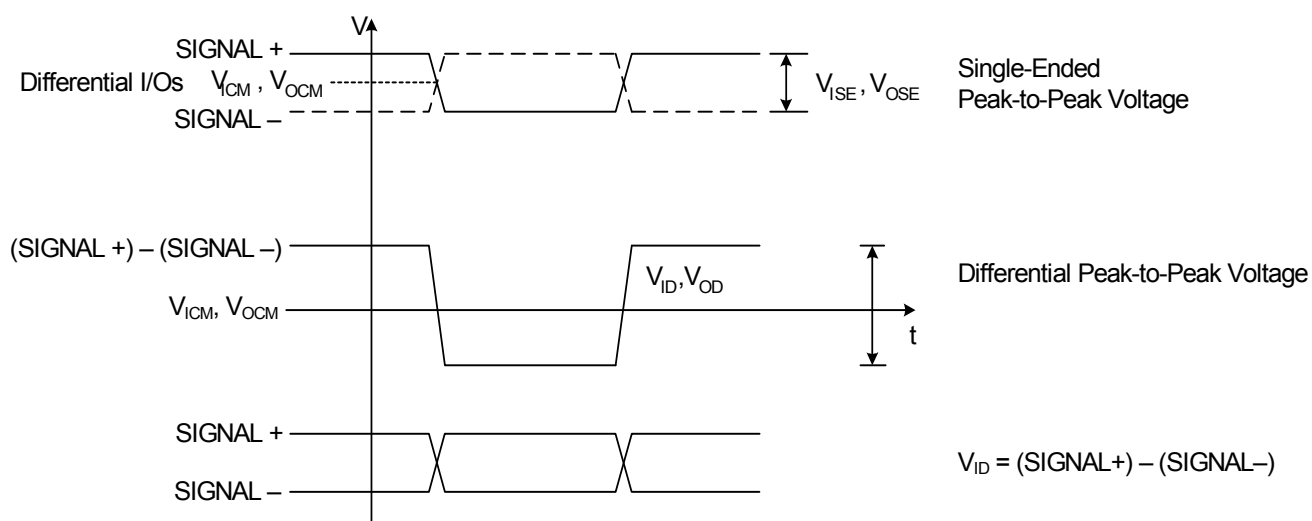 V
SIGNAL +
Differential I/Os V_ICM , V_OCM
SIGNAL –
V_ISE , V_OSE
Single-Ended
Peak-to-Peak Voltage
(SIGNAL +) – (SIGNAL –)
V_ID,V_OD
Differential Peak-to-Peak Voltage
V_ICM, V_OCM
t
SIGNAL +
SIGNAL –
V_ID = (SIGNAL+) – (SIGNAL–)